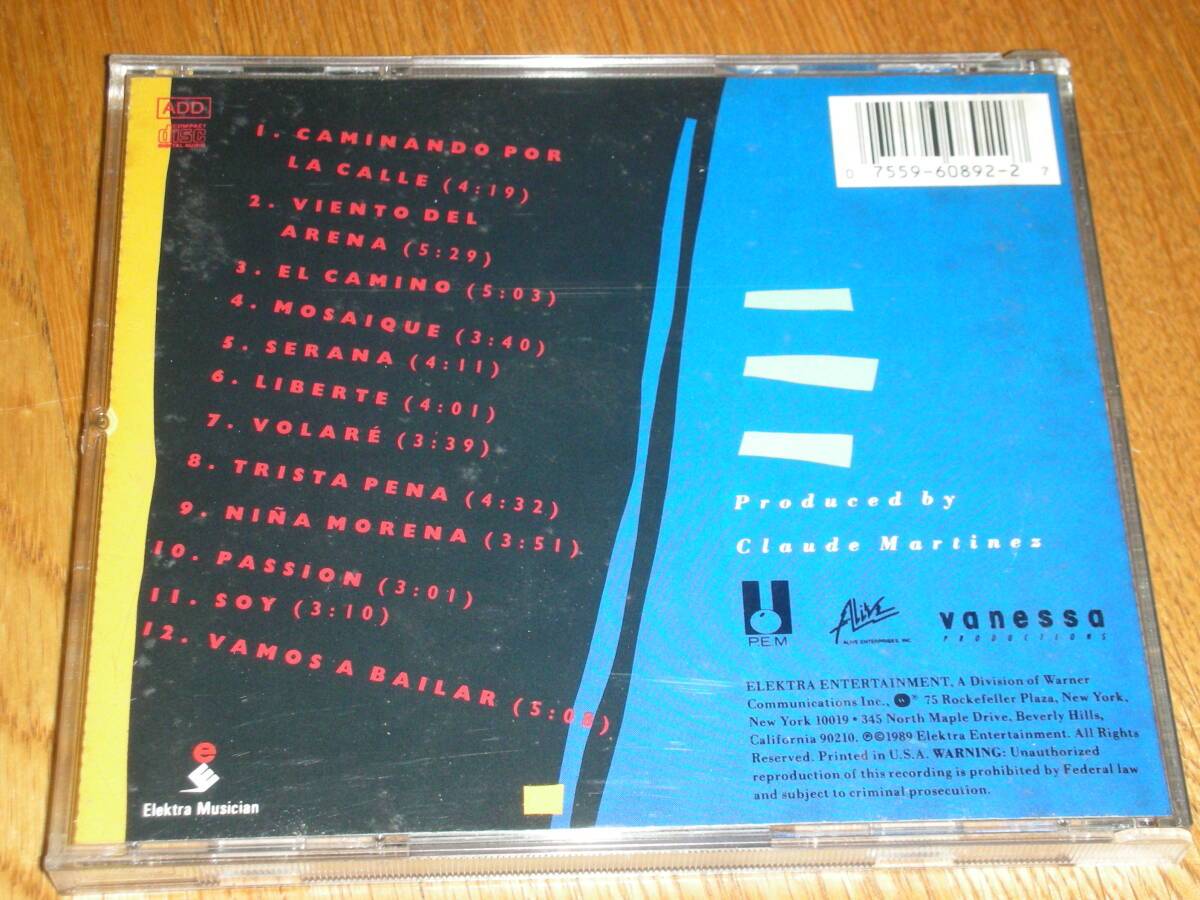 ADD
COMPACT
disc
DIGITAL AUDIO
1. CAMINANDO POR
LA CALLE (4:19)
2. VIENTO DEL
ARENA (5:29)
3. EL CAMINO (5:03)
4. MOSAIQUE (3:40)
5. SERANA (4:11)
6. LIBERTE (4:01)
7. VOLARÉ (3:39)
8. TRISTA PENA (4:32)
9. NIÑA MORENA (3:51)
10. PASSION (3:01)
11. SOY (3:10)
12. VAMOS A BAILAR (5:08)
Elektra Musician
0 7559-60892-2 7
Produced by
Claude Martinez
P.E.M
ALIVE
ALIVE ENTERPRISES, INC
vanessa
PRODUCTIONS
ELEKTRA ENTERTAINMENT, A Division of Warner
Communications Inc., ® 75 Rockefeller Plaza, New York,
New York 10019 • 345 North Maple Drive, Beverly Hills,
California 90210. ℗©1989 Elektra Entertainment. All Rights
Reserved. Printed in U.S.A. WARNING: Unauthorized
reproduction of this recording is prohibited by Federal law
and subject to criminal prosecution.